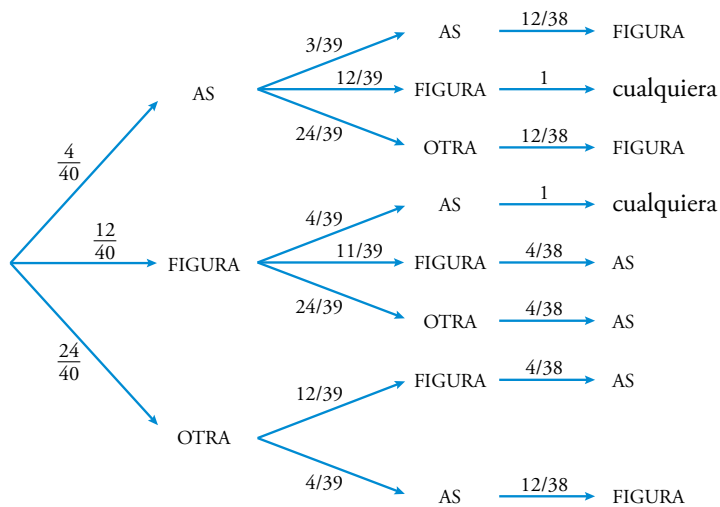 3/39 AS 12/38 FIGURA
AS 12/39 FIGURA 1 cualquiera
24/39 OTRA 12/38 FIGURA
4/40
4/39 AS 1 cualquiera
12/40 FIGURA 11/39 FIGURA 4/38 AS
24/39 OTRA 4/38 AS
24/40
12/39 FIGURA 4/38 AS
OTRA
4/39 AS 12/38 FIGURA